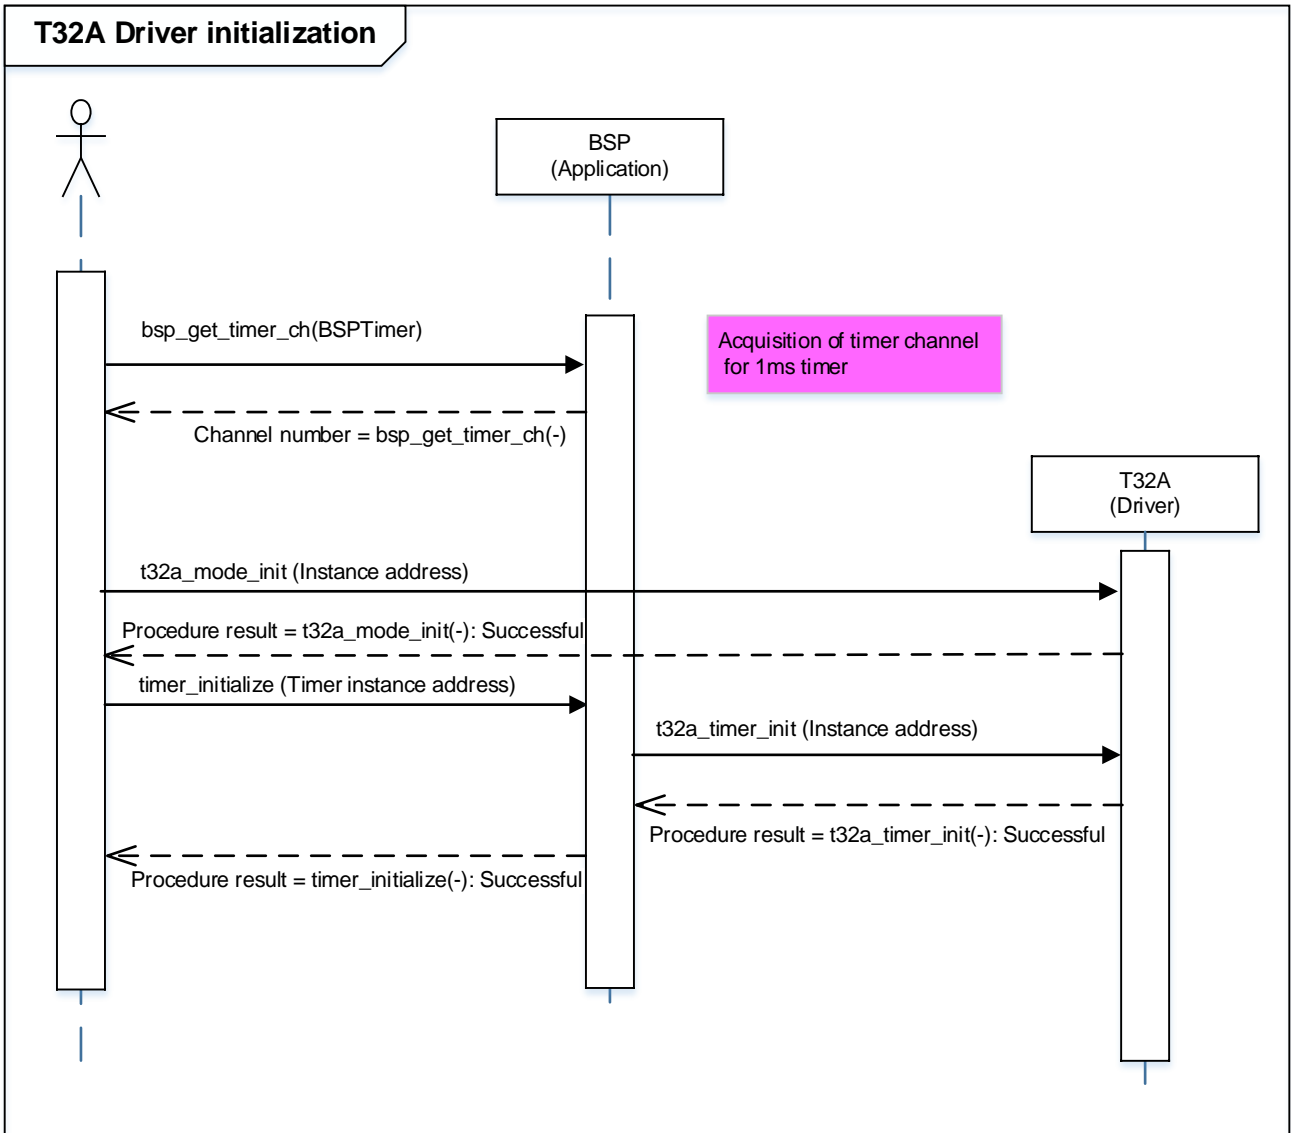 T32A Driver initialization
BSP
(Application)
bsp_get_timer_ch(BSPTimer)
Acquisition of timer channel
for 1ms timer
Channel number = bsp_get_timer_ch(-)
T32A
(Driver)
t32a_mode_init (Instance address)
Procedure result = t32a_mode_init(-): Successful
timer_initialize (Timer instance address)
t32a_timer_init (Instance address)
Procedure result = t32a_timer_init(-): Successful
Procedure result = timer_initialize(-): Successful